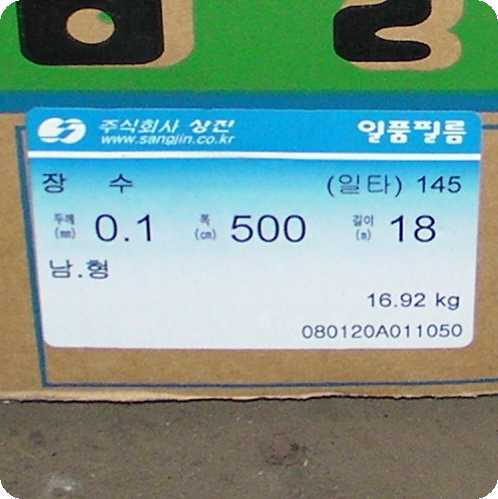 주식회사 상진 일품필름
www.sangjin.co.kr
장 수 (일타) 145
두께(mm) 0.1 폭(cm) 500 길이(m) 18
남.형
16.92 kg
080120A011050